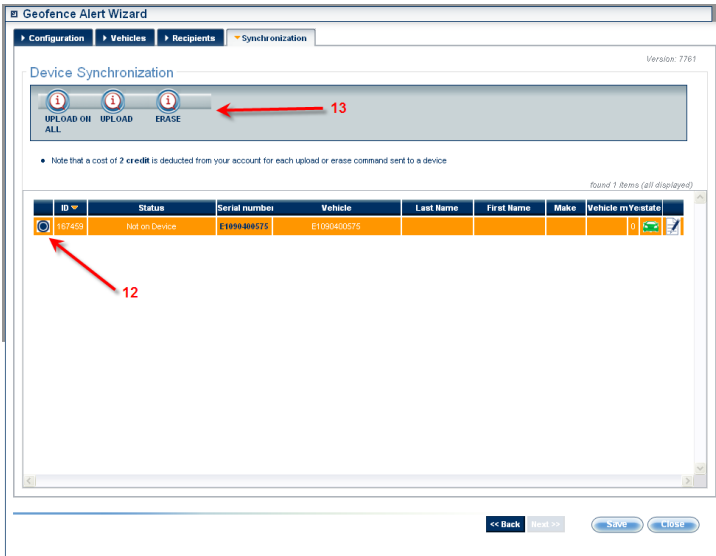 Geofence Alert Wizard
Configuration Vehicles Recipients Synchronization
Version: 7761
Device Synchronization
UPLOAD ON ALL UPLOAD ERASE
13
Note that a cost of 2 credit is deducted from your account for each upload or erase command sent to a device
found 1 items (all displayed)
ID Status Serial number Vehicle Last Name First Name Make Vehicle m Ye state
167459 Not on Device E1090400575 E1090400575 0
12
<< Back Next >> Save Close